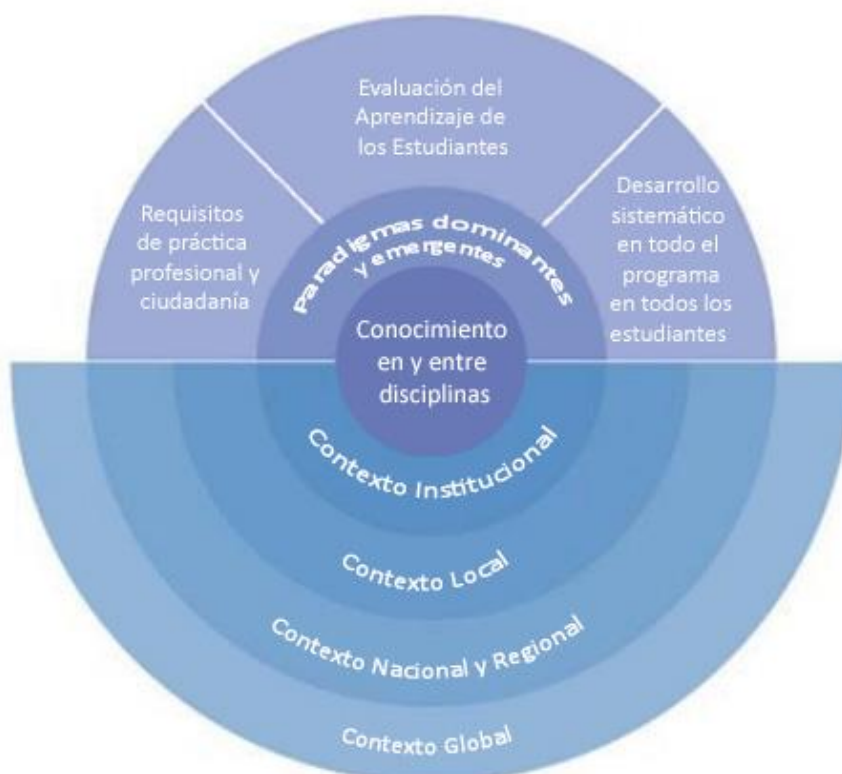 Evaluación del
Aprendizaje de
los Estudiantes
Requisitos
de práctica
profesional y
ciudadanía
Desarrollo
sistemático
en todo el
programa
en todos los
estudiantes
Paradigmas dominantes
y emergentes
Conocimiento
en y entre
disciplinas
Contexto Institucional
Contexto Local
Contexto Nacional y Regional
Contexto Global